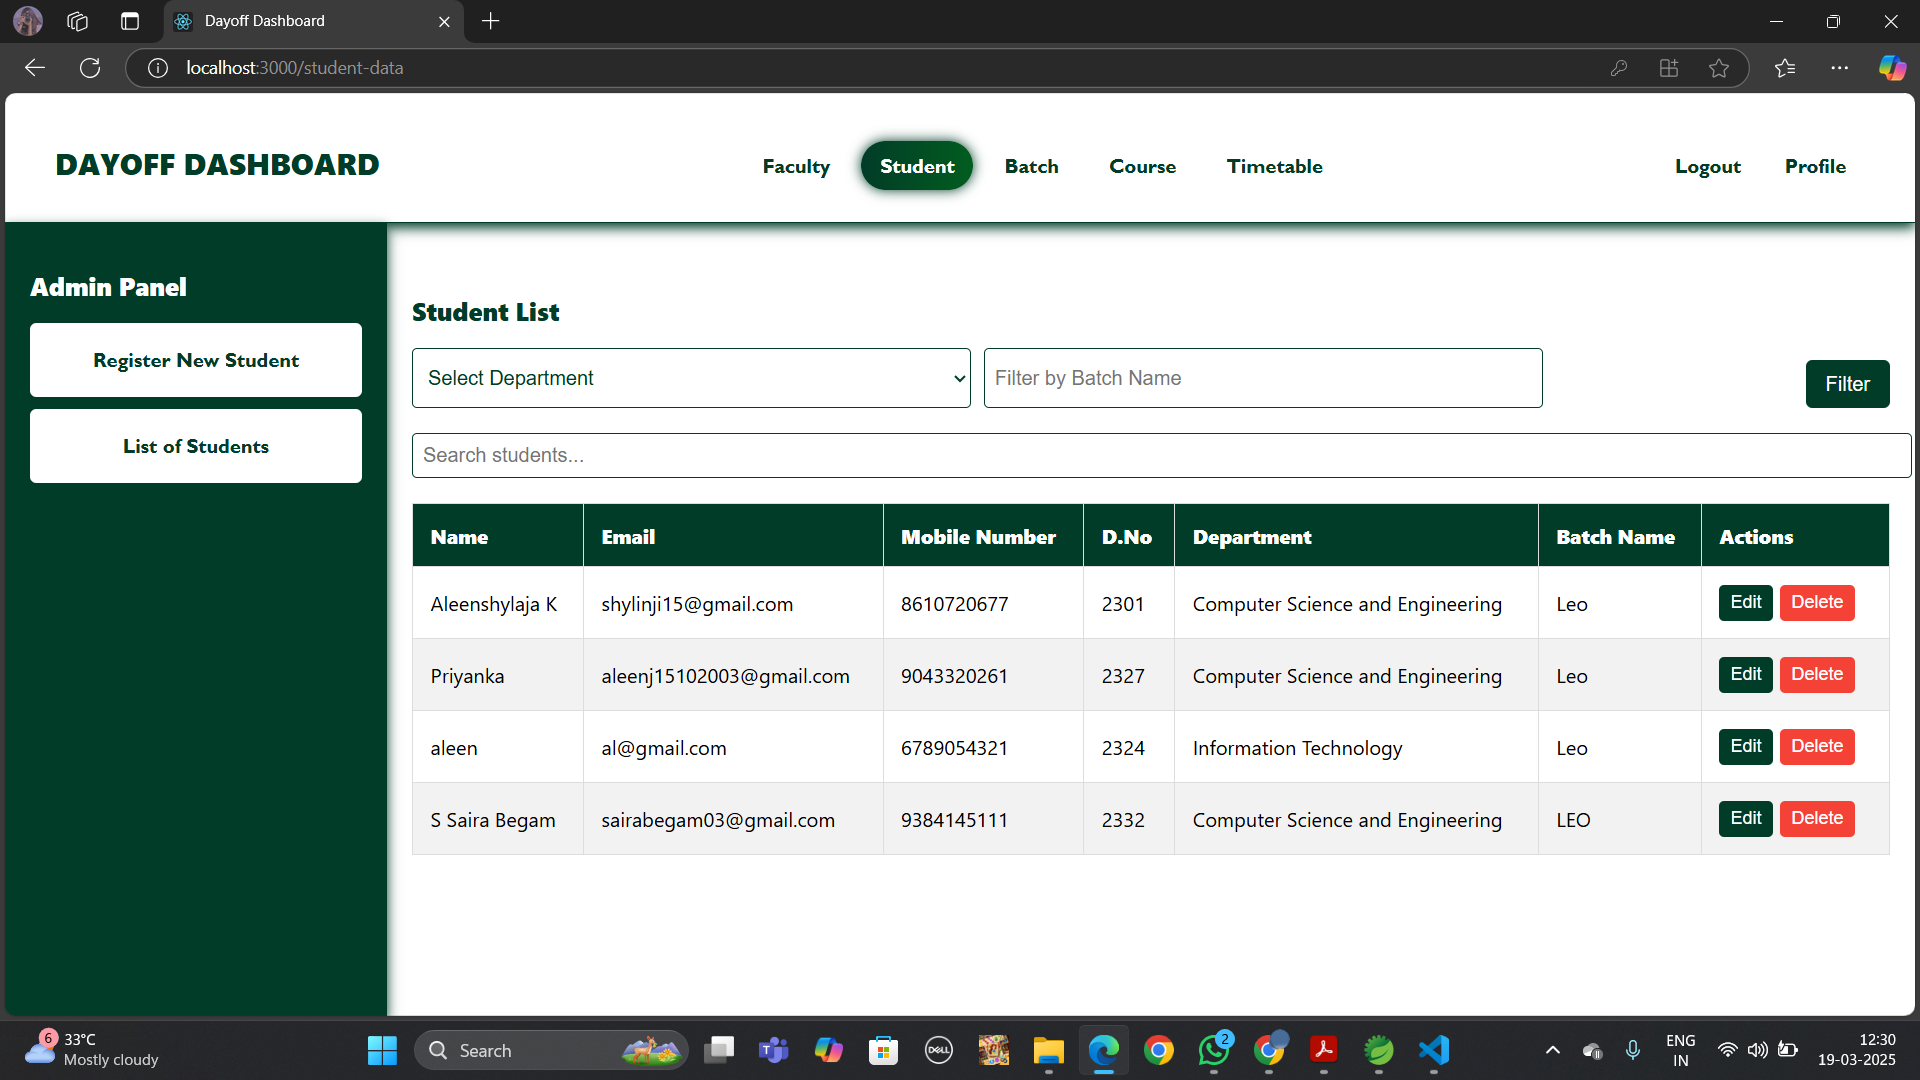 Dayoff Dashboard
localhost:3000/student-data
DAYOFF DASHBOARD
Faculty
Student
Batch
Course
Timetable
Logout
Profile
Admin Panel
Register New Student
List of Students
Student List
Select Department
Filter by Batch Name
Filter
Search students...
Name Email Mobile Number D.No Department Batch Name Actions
Aleenshylaja K shylinji15@gmail.com 8610720677 2301 Computer Science and Engineering Leo Edit Delete
Priyanka aleenj15102003@gmail.com 9043320261 2327 Computer Science and Engineering Leo Edit Delete
aleen al@gmail.com 6789054321 2324 Information Technology Leo Edit Delete
S Saira Begam sairabegam03@gmail.com 9384145111 2332 Computer Science and Engineering LEO Edit Delete
6
33°C
Mostly cloudy
Search
DELL
2
ENG
IN
12:30
19-03-2025